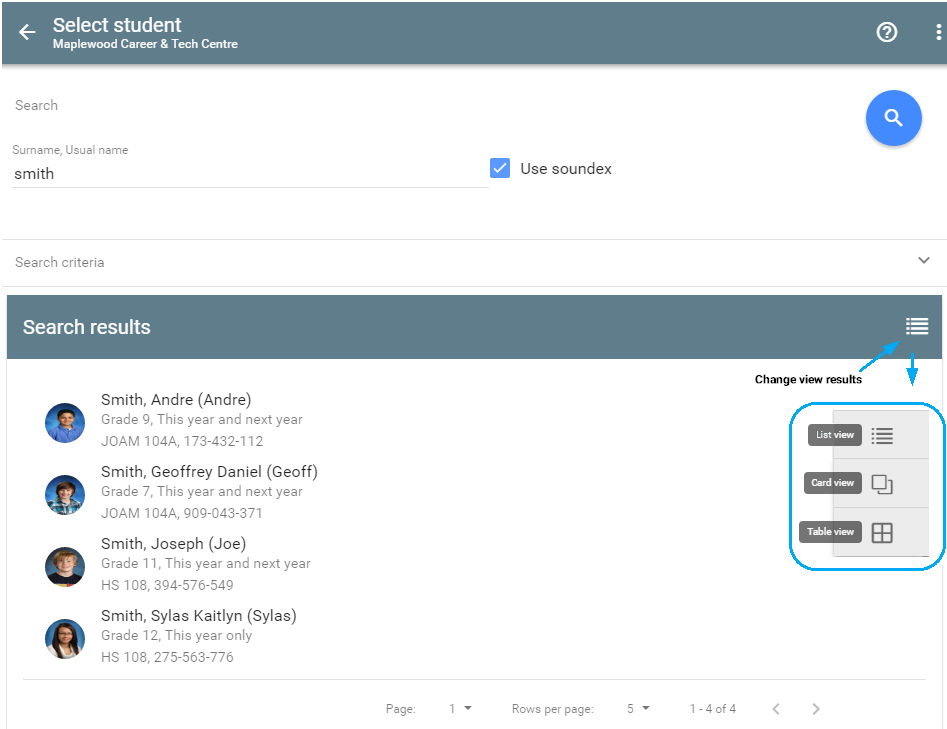 Select student
Maplewood Career & Tech Centre
Search
Surname, Usual name
smith
Use soundex
Search criteria
Search results
Change view results
Smith, Andre (Andre)
Grade 9, This year and next year
JOAM 104A, 173-432-112
List view
Smith, Geoffrey Daniel (Geoff)
Grade 7, This year and next year
JOAM 104A, 909-043-371
Card view
Table view
Smith, Joseph (Joe)
Grade 11, This year and next year
HS 108, 394-576-549
Smith, Sylas Kaitlyn (Sylas)
Grade 12, This year only
HS 108, 275-563-776
Page: 1 Rows per page: 5 1 - 4 of 4